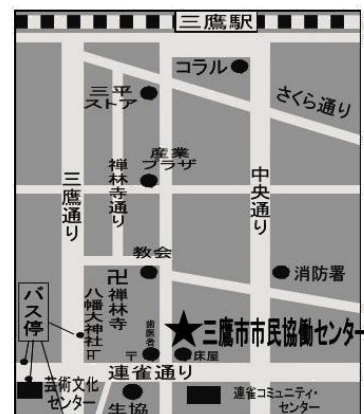 三鷹駅
コラル
さくら通り
三平
ストア
産業
プラザ
禅林寺通り
三鷹通り
中央通り
教会
消防署
バス停
八幡大神社
卍禅林寺
歯医者
三鷹市市民協働センター
〒
床屋
連雀通り
芸術文化
センター
生協
連雀コミュニティ・
センター